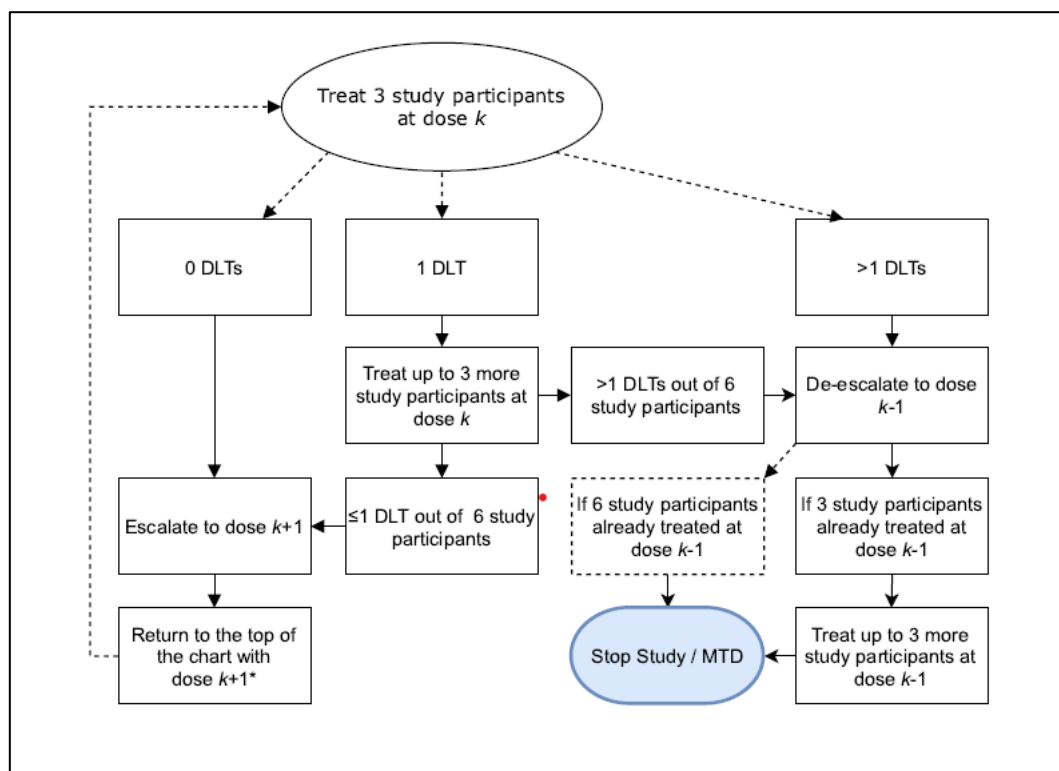 Treat 3 study participants
at dose k
0 DLTs
1 DLT
>1 DLTs
Treat up to 3 more
study participants at
dose k
>1 DLTs out of 6
study participants
De-escalate to dose
k-1
Escalate to dose k+1
≤1 DLT out of 6 study
participants
If 6 study participants
already treated at
dose k-1
If 3 study participants
already treated at
dose k-1
Return to the top of
the chart with
dose k+1*
Stop Study / MTD
Treat up to 3 more
study participants at
dose k-1